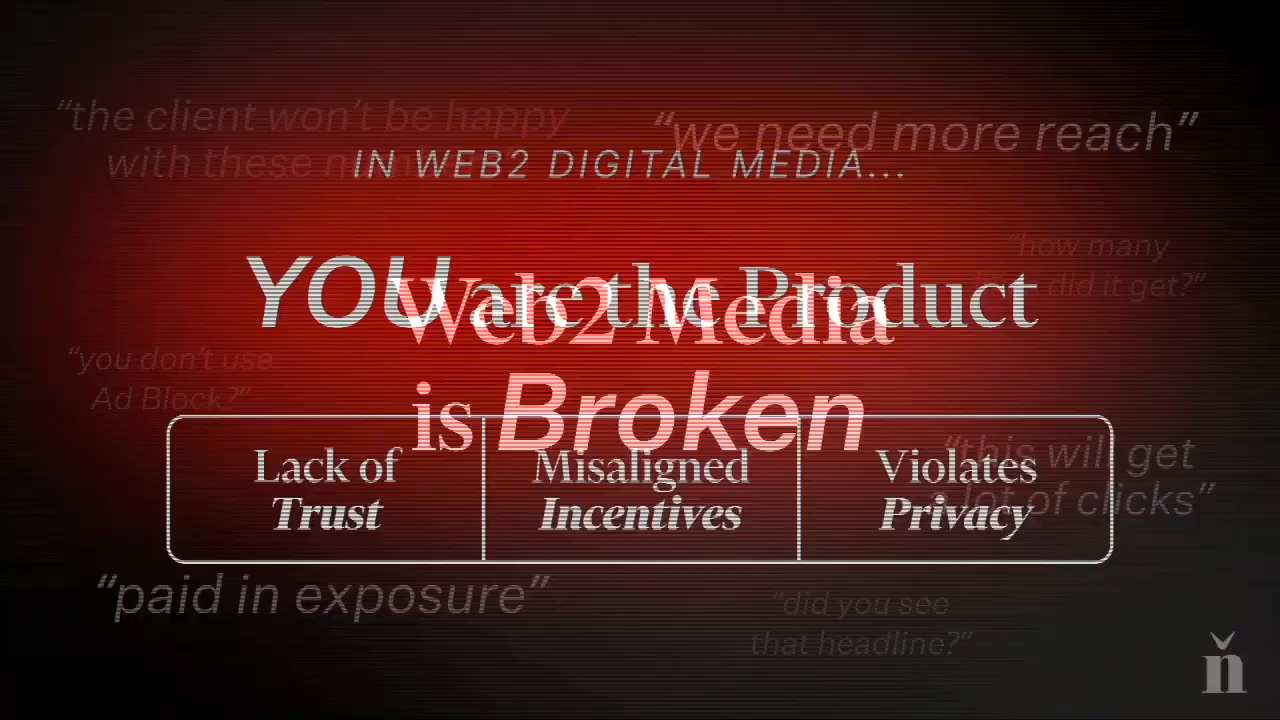 “the client won’t be happy
with these
“we need more reach”
IN WEB2 DIGITAL MEDIA...
“how many
did it get?”
YOU are the Product
Web2 Media
is Broken
“you don’t use
Ad Block?”
Lack of
Trust
Misaligned
Incentives
Violates
Privacy
“this will get
lot of clicks”
“paid in exposure”
“did you see
that headline?”
ň